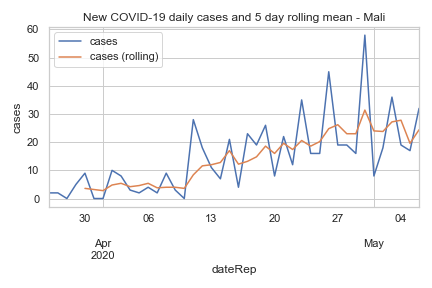 New COVID-19 daily cases and 5 day rolling mean - Mali
cases
cases (rolling)
60
50
40
30
20
10
0
cases
30
06
13
20
27
04
Apr
2020
May
dateRep